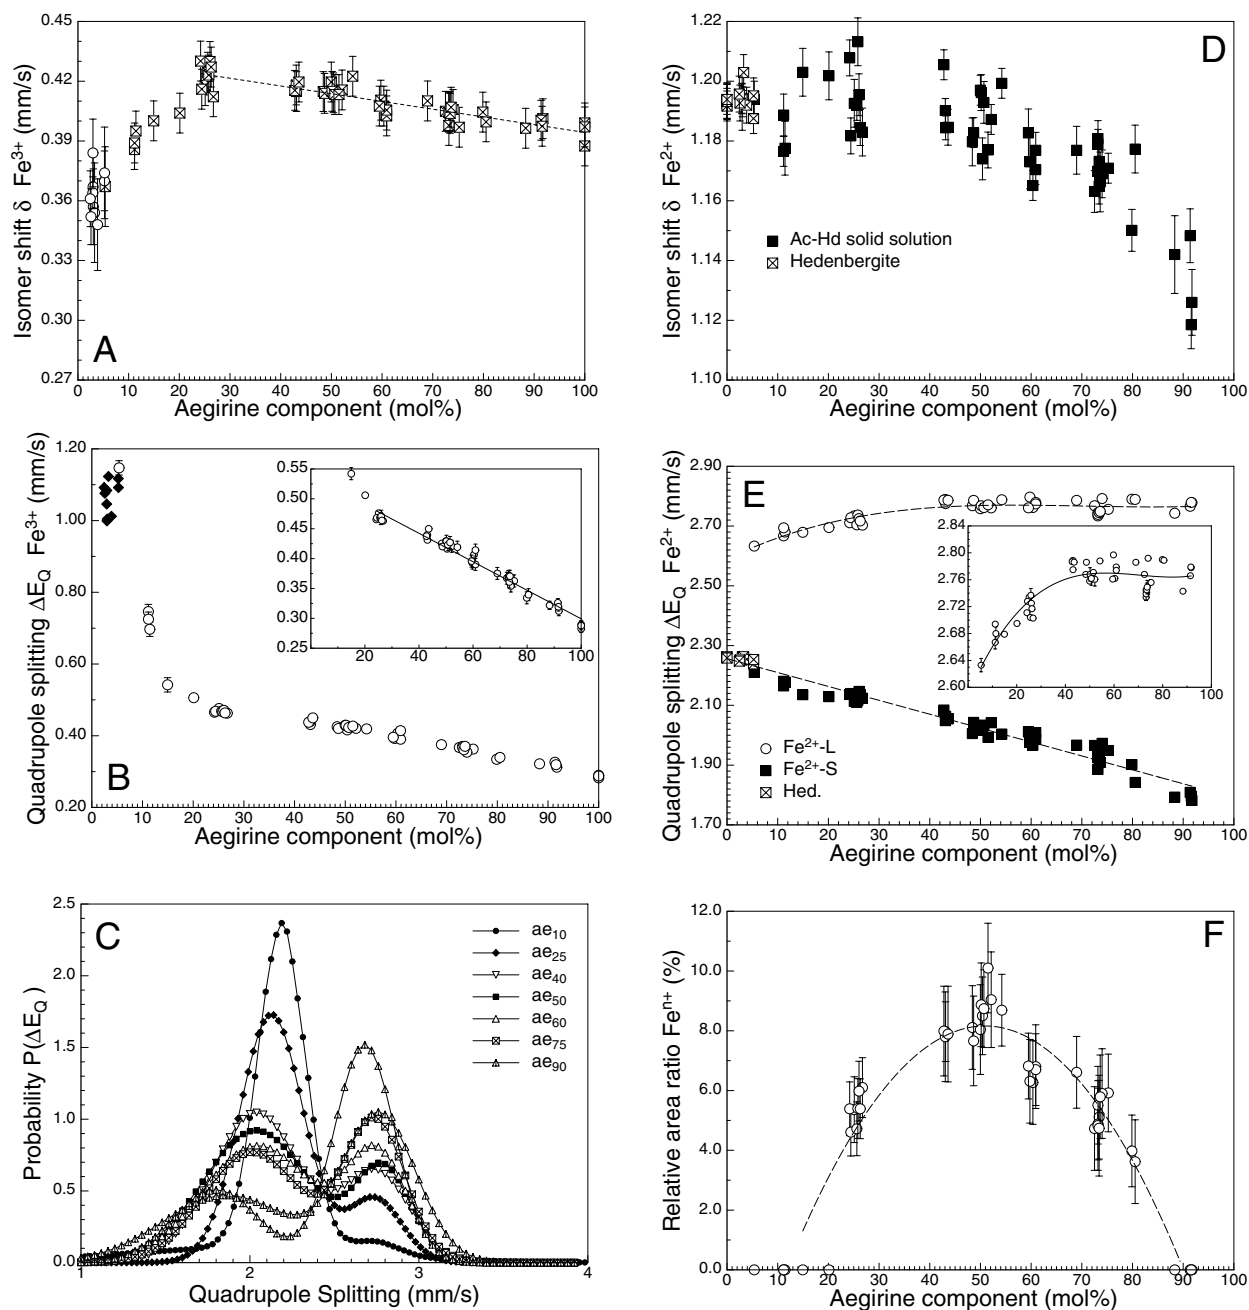 A
Isomer shift δ Fe³⁺ (mm/s)
0.45
0.42
0.39
0.36
0.33
0.30
0.27
0 10 20 30 40 50 60 70 80 90 100
Aegirine component (mol%)
D
Isomer shift δ Fe²⁺ (mm/s)
1.22
1.20
1.18
1.16
1.14
1.12
1.10
Ac-Hd solid solution
Hedenbergite
0 10 20 30 40 50 60 70 80 90 100
Aegirine component (mol%)
B
Quadrupole splitting ΔE_Q Fe³⁺ (mm/s)
1.20
1.00
0.80
0.60
0.40
0.20
0 10 20 30 40 50 60 70 80 90 100
Aegirine component (mol%)
0.55
0.50
0.45
0.40
0.35
0.30
0.25
20 40 60 80 100
E
Quadrupole splitting ΔE_Q Fe²⁺ (mm/s)
2.90
2.70
2.50
2.30
2.10
1.90
1.70
Fe²⁺-L
Fe²⁺-S
Hed.
0 10 20 30 40 50 60 70 80 90 100
Aegirine component (mol%)
2.84
2.80
2.76
2.72
2.68
2.64
2.60
0 20 40 60 80 100
C
Probability P(ΔE_Q )
2.5
2.0
1.5
1.0
0.5
0.0
ae₁₀
ae₂₅
ae₄₀
ae₅₀
ae₆₀
ae₇₅
ae₉₀
1 2 3 4
Quadrupole Splitting (mm/s)
F
Relative area ratio Feⁿ⁺ (%)
12.0
10.0
8.0
6.0
4.0
2.0
0.0
0 10 20 30 40 50 60 70 80 90 100
Aegirine component (mol%)